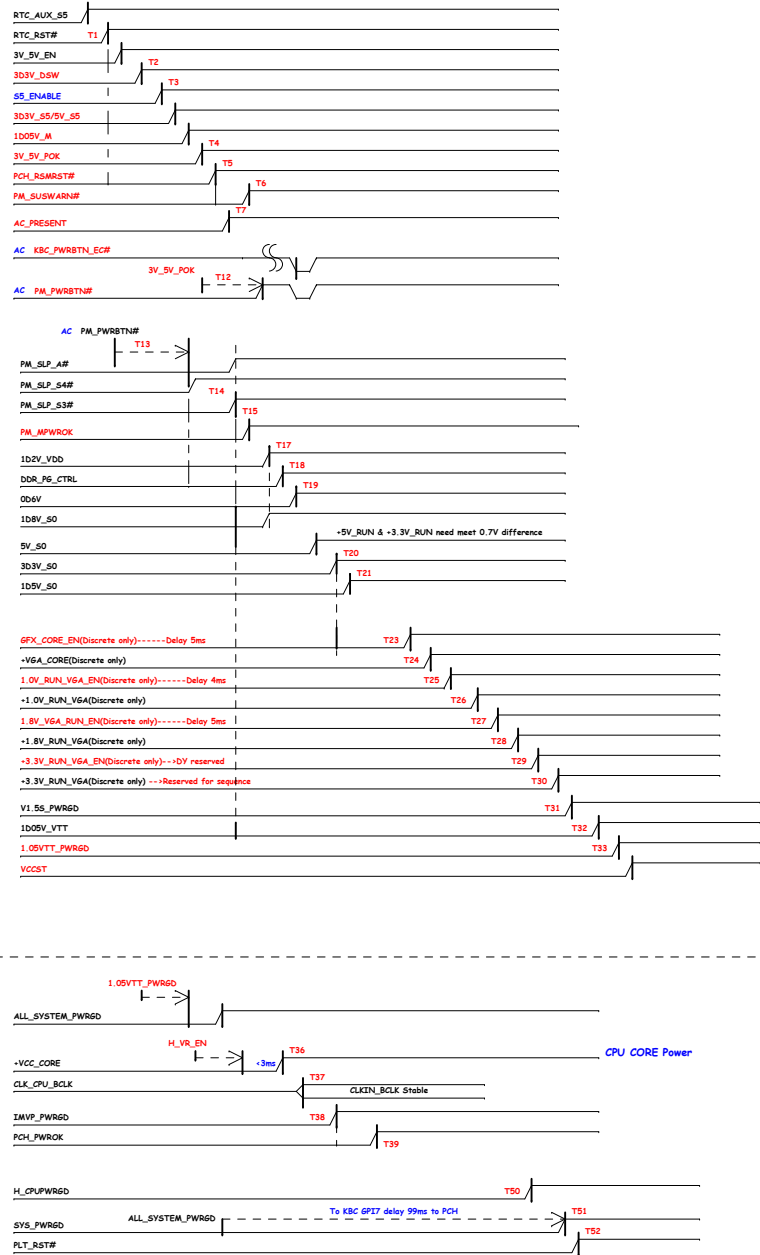 RTC_AUX_S5
RTC_RST# T1
3V_5V_EN
3D3V_DSW T2
S5_ENABLE T3
3D3V_S5/5V_S5
1D05V_M
3V_5V_POK T4
PCH_RSMRST# T5
PM_SUSWARN# T6
AC_PRESENT T7
AC KBC_PWRBTN_EC#
3V_5V_POK T12
AC PM_PWRBTN#
AC PM_PWRBTN#
T13
PM_SLP_A#
PM_SLP_S4#
PM_SLP_S3# T14
PM_MPWROK T15
1D2V_VDD T17
DDR_PG_CTRL T18
0D6V T19
1D8V_S0
+5V_RUN & +3.3V_RUN need meet 0.7V difference
5V_S0
3D3V_S0 T20
1D5V_S0 T21
GFX_CORE_EN(Discrete only)------Delay 5ms T23
+VGA_CORE(Discrete only) T24
1.0V_RUN_VGA_EN(Discrete only)------Delay 4ms T25
+1.0V_RUN_VGA(Discrete only) T26
1.8V_VGA_RUN_EN(Discrete only)------Delay 5ms T27
+1.8V_RUN_VGA(Discrete only) T28
+3.3V_RUN_VGA_EN(Discrete only)-->DY reserved T29
+3.3V_RUN_VGA(Discrete only) -->Reserved for sequence T30
V1.5S_PWRGD T31
1D05V_VTT T32
1.05VTT_PWRGD T33
VCCST
1.05VTT_PWRGD
ALL_SYSTEM_PWRGD
H_VR_EN
+VCC_CORE <3ms T36 CPU CORE Power
CLK_CPU_BCLK T37 CLKIN_BCLK Stable
IMVP_PWRGD T38
PCH_PWROK T39
H_CPUPWRGD T50
SYS_PWRGD ALL_SYSTEM_PWRGD To KBC GPI7 delay 99ms to PCH T51
PLT_RST# T52